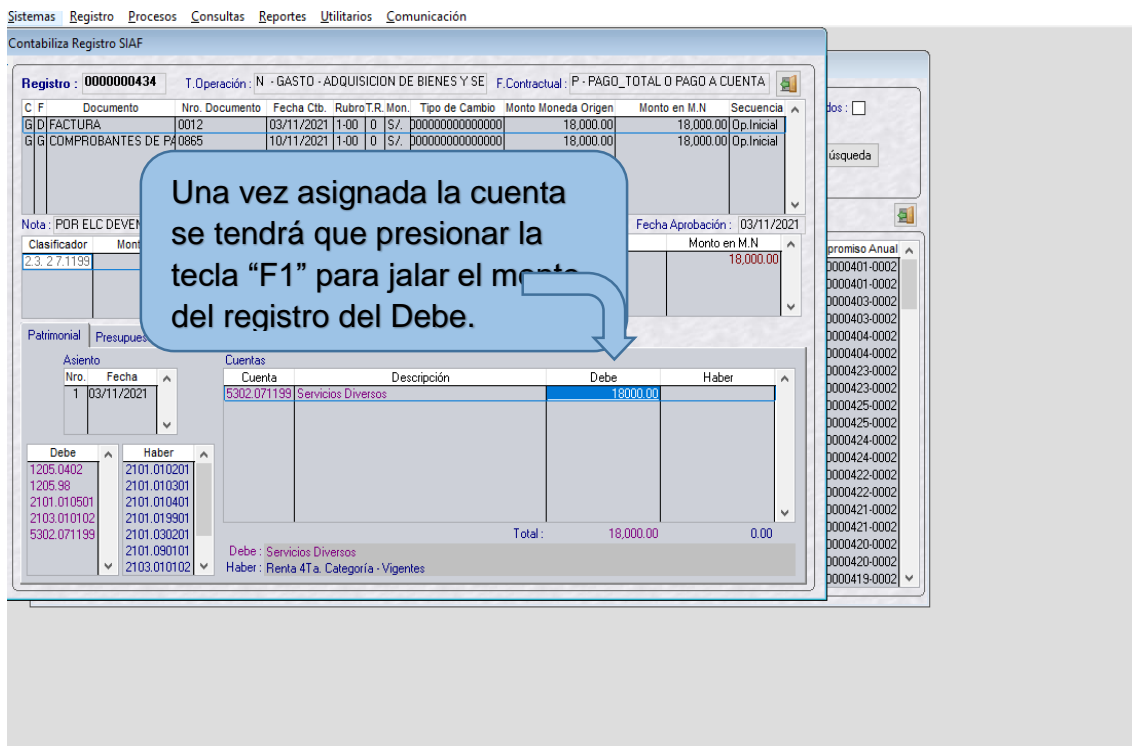 Sistemas Registro Procesos Consultas Reportes Utilitarios Comunicación
Contabiliza Registro SIAF
Registro : 0000000434 T.Operación : N - GASTO - ADQUISICION DE BIENES Y SE F.Contractual : P - PAGO_TOTAL O PAGO A CUENTA
C F Documento Nro. Documento Fecha Ctb. Rubro T.R. Mon. Tipo de Cambio Monto Moneda Origen Monto en M.N Secuencia
G D FACTURA 0012 03/11/2021 1-00 0 S/. 000000000000000 18,000.00 18,000.00 Op.Inicial
G G COMPROBANTES DE PA 0865 10/11/2021 1-00 0 S/. 000000000000000 18,000.00 18,000.00 Op.Inicial
dos :
úsqueda
Una vez asignada la cuenta
se tendrá que presionar la
tecla “F1” para jalar el monto
del registro del Debe.
Nota : POR ELC DEVEN Fecha Aprobación : 03/11/2021
Clasificador Mont Monto en M.N
2.3. 2 7.1199 18,000.00
promiso Anual
0000401-0002
0000401-0002
0000403-0002
0000403-0002
0000404-0002
0000404-0002
0000423-0002
0000423-0002
0000425-0002
0000425-0002
0000424-0002
0000424-0002
0000422-0002
0000422-0002
0000421-0002
0000421-0002
0000420-0002
0000420-0002
0000419-0002
Patrimonial Presupues
Asiento
Nro. Fecha
1 03/11/2021
Cuentas
Cuenta Descripción Debe Haber
5302.071199 Servicios Diversos 18000.00
Debe
1205.0402
1205.98
2101.010501
2103.010102
5302.071199
Haber
2101.010201
2101.010301
2101.010401
2101.019901
2101.030201
2101.090101
2103.010102
Total : 18,000.00 0.00
Debe : Servicios Diversos
Haber : Renta 4Ta. Categoría - Vigentes